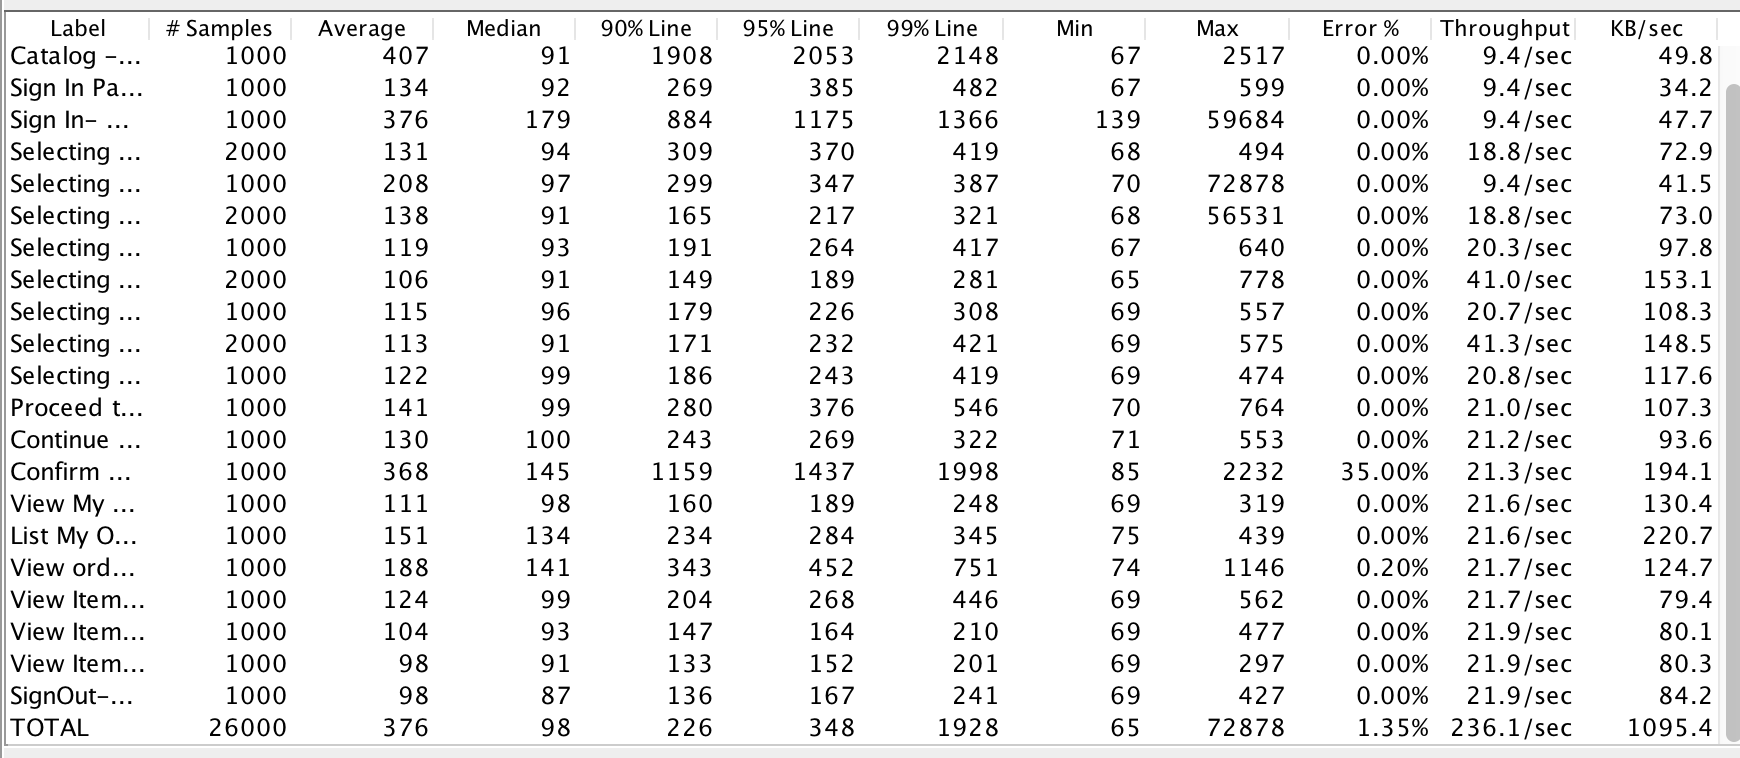 Label # Samples Average Median 90% Line 95% Line 99% Line Min Max Error % Throughput KB/sec
Catalog –... 1000 407 91 1908 2053 2148 67 2517 0.00% 9.4/sec 49.8
Sign In Pa... 1000 134 92 269 385 482 67 599 0.00% 9.4/sec 34.2
Sign In– ... 1000 376 179 884 1175 1366 139 59684 0.00% 9.4/sec 47.7
Selecting ... 2000 131 94 309 370 419 68 494 0.00% 18.8/sec 72.9
Selecting ... 1000 208 97 299 347 387 70 72878 0.00% 9.4/sec 41.5
Selecting ... 2000 138 91 165 217 321 68 56531 0.00% 18.8/sec 73.0
Selecting ... 1000 119 93 191 264 417 67 640 0.00% 20.3/sec 97.8
Selecting ... 2000 106 91 149 189 281 65 778 0.00% 41.0/sec 153.1
Selecting ... 1000 115 96 179 226 308 69 557 0.00% 20.7/sec 108.3
Selecting ... 2000 113 91 171 232 421 69 575 0.00% 41.3/sec 148.5
Selecting ... 1000 122 99 186 243 419 69 474 0.00% 20.8/sec 117.6
Proceed t... 1000 141 99 280 376 546 70 764 0.00% 21.0/sec 107.3
Continue ... 1000 130 100 243 269 322 71 553 0.00% 21.2/sec 93.6
Confirm ... 1000 368 145 1159 1437 1998 85 2232 35.00% 21.3/sec 194.1
View My ... 1000 111 98 160 189 248 69 319 0.00% 21.6/sec 130.4
List My O... 1000 151 134 234 284 345 75 439 0.00% 21.6/sec 220.7
View ord... 1000 188 141 343 452 751 74 1146 0.20% 21.7/sec 124.7
View Item... 1000 124 99 204 268 446 69 562 0.00% 21.7/sec 79.4
View Item... 1000 104 93 147 164 210 69 477 0.00% 21.9/sec 80.1
View Item... 1000 98 91 133 152 201 69 297 0.00% 21.9/sec 80.3
SignOut–... 1000 98 87 136 167 241 69 427 0.00% 21.9/sec 84.2
TOTAL 26000 376 98 226 348 1928 65 72878 1.35% 236.1/sec 1095.4